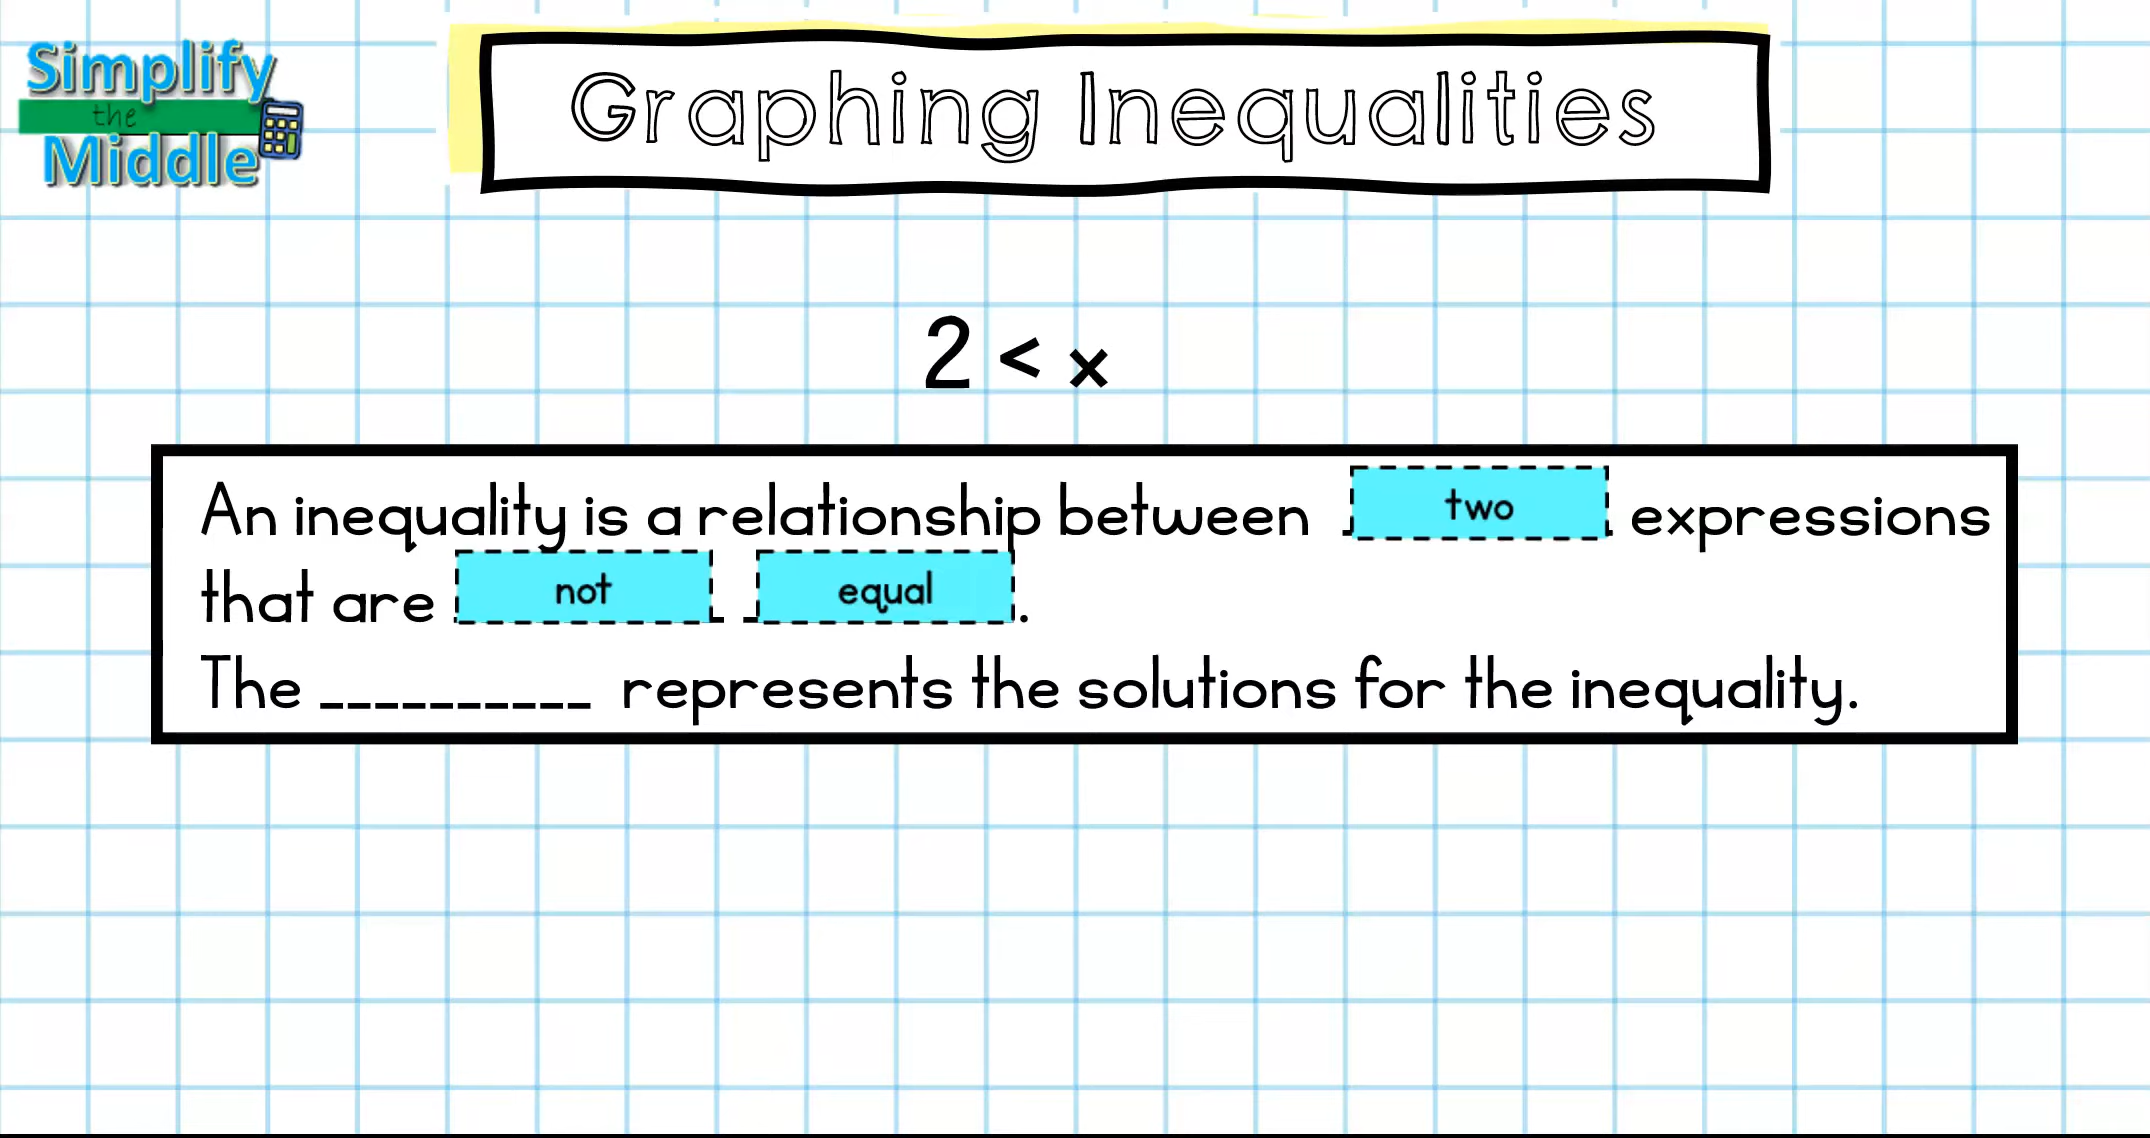 Simplify
the
Middle
Graphing Inequalities
2 < x
An inequality is a relationship between two expressions
that are not equal.
The __________ represents the solutions for the inequality.